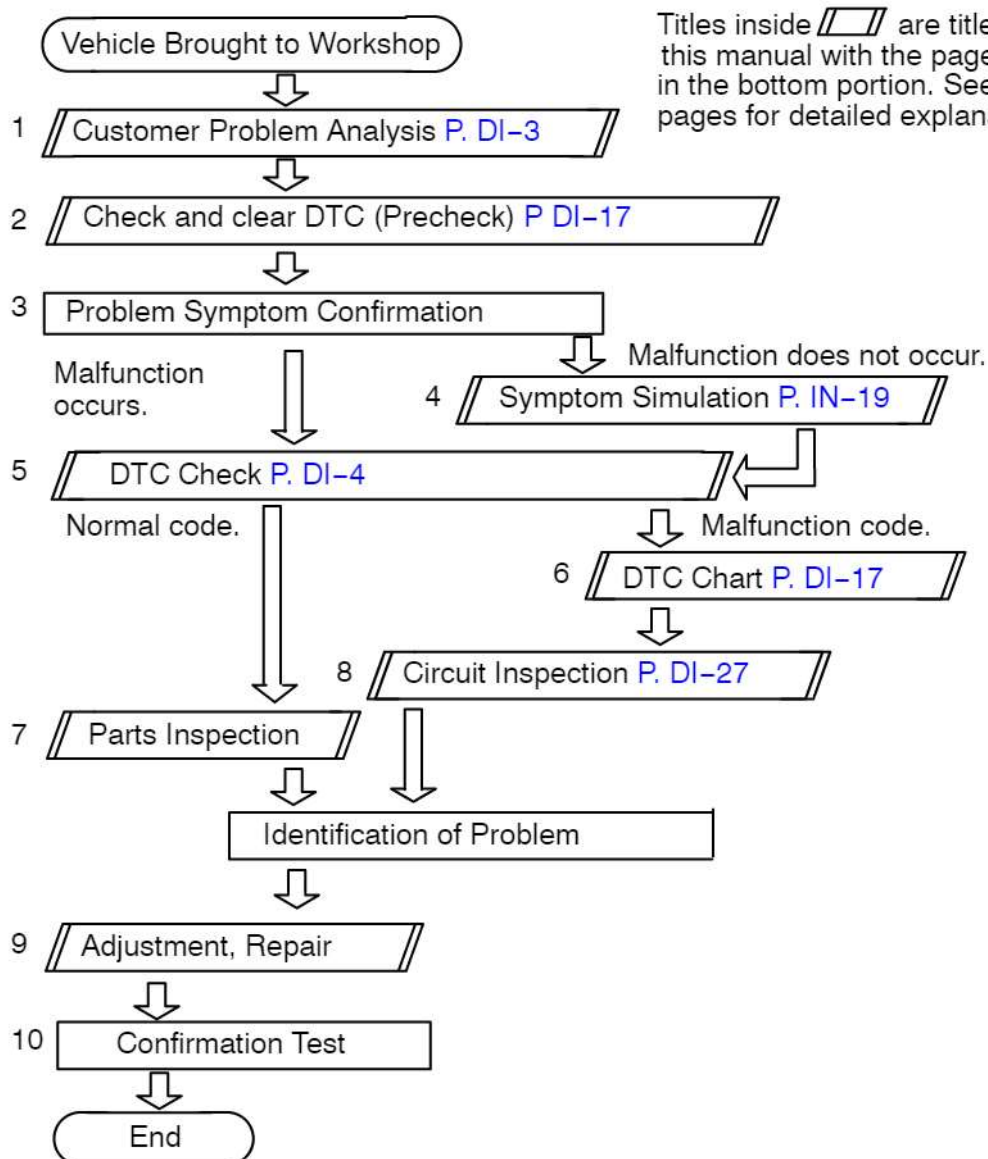 Vehicle Brought to Workshop
Titles inside are title
this manual with the page
in the bottom portion. See
pages for detailed explana
1 Customer Problem Analysis P. DI–3
2 Check and clear DTC (Precheck) P DI–17
3 Problem Symptom Confirmation
Malfunction does not occur.
Malfunction
occurs.
4 Symptom Simulation P. IN–19
5 DTC Check P. DI–4
Normal code.
Malfunction code.
6 DTC Chart P. DI–17
8 Circuit Inspection P. DI–27
7 Parts Inspection
Identification of Problem
9 Adjustment, Repair
10 Confirmation Test
End